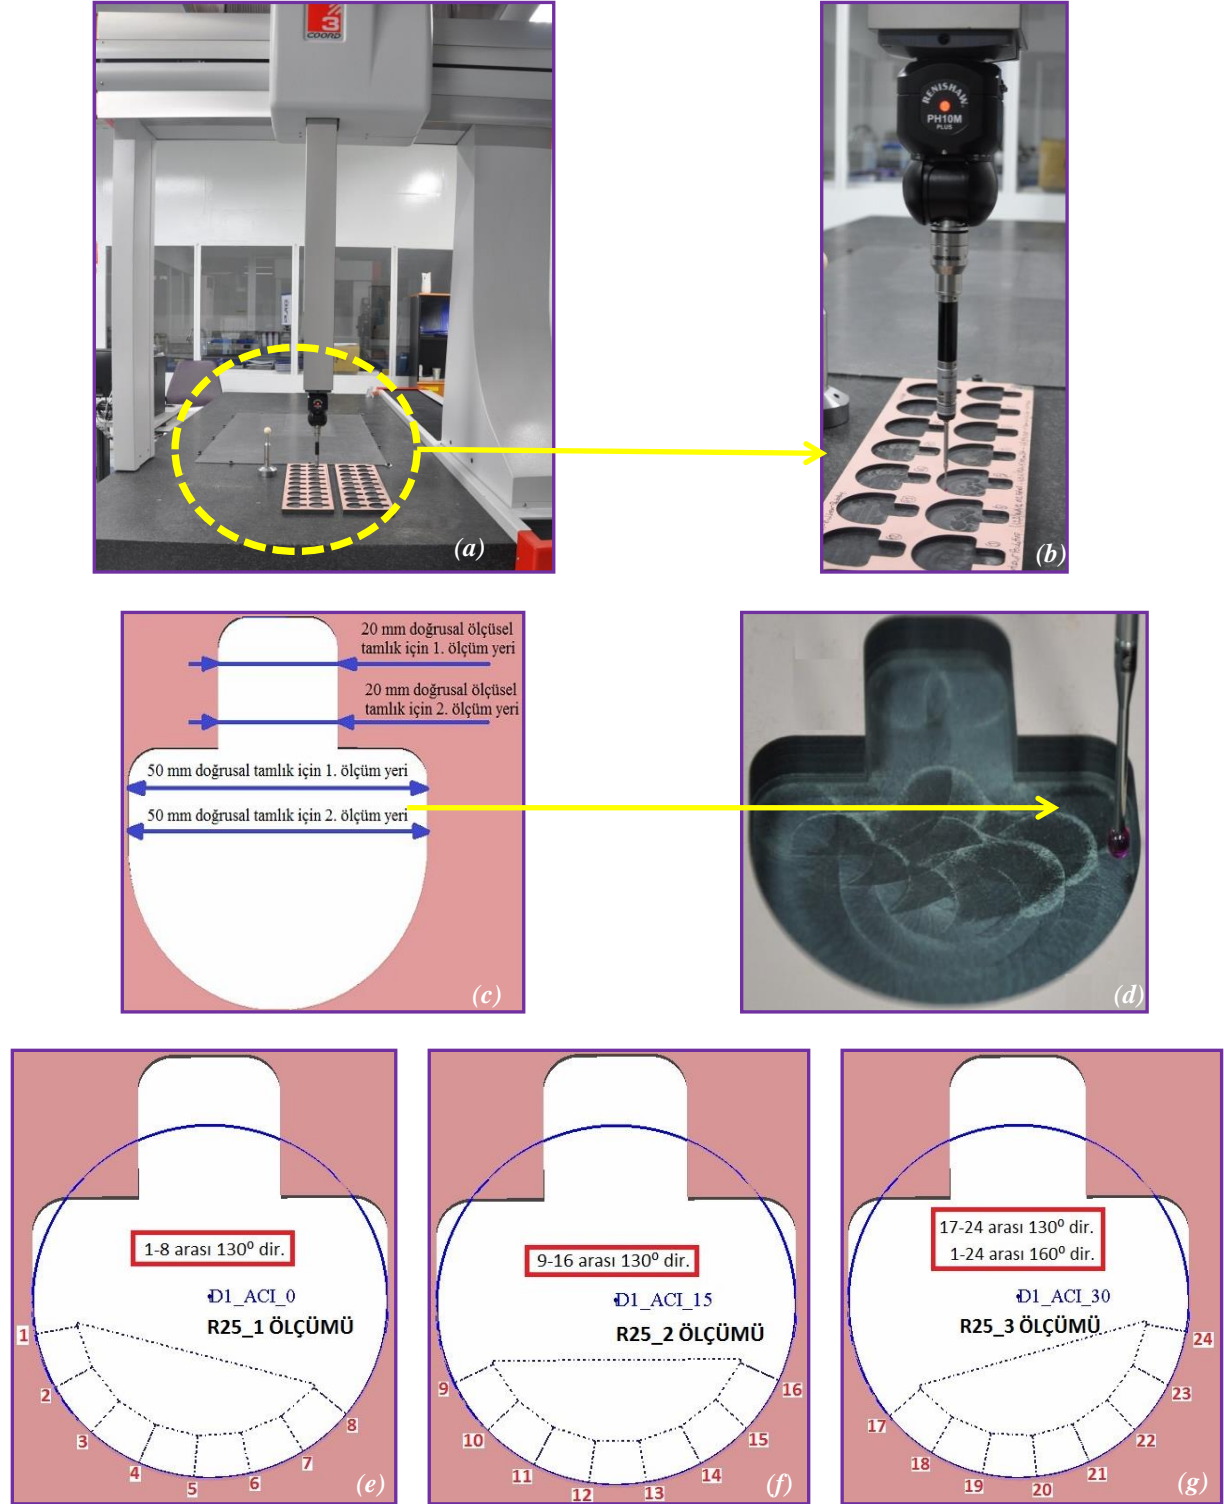 3
COORD
(a)
RENISHAW
PH10M
PLUS
(b)
20 mm doğrusal ölçüsel
tamlık için 1. ölçüm yeri
20 mm doğrusal ölçüsel
tamlık için 2. ölçüm yeri
50 mm doğrusal tamlık için 1. ölçüm yeri
50 mm doğrusal tamlık için 2. ölçüm yeri
(c)
(d)
1-8 arası 130⁰ dir.
D1_ACI_0
R25_1 ÖLÇÜMÜ
1
2
3
4
5
6
7
8
(e)
9-16 arası 130⁰ dir.
D1_ACI_15
R25_2 ÖLÇÜMÜ
9
10
11
12
13
14
15
16
(f)
17-24 arası 130⁰ dir.
1-24 arası 160⁰ dir.
D1_ACI_30
R25_3 ÖLÇÜMÜ
17
18
19
20
21
22
23
24
(g)